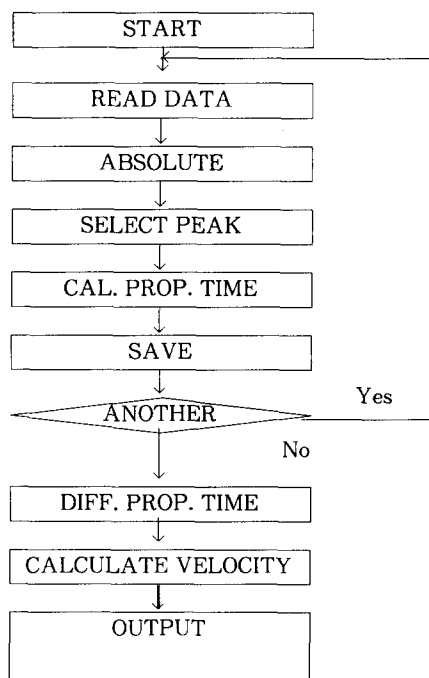 START
READ DATA
ABSOLUTE
SELECT PEAK
CAL. PROP. TIME
SAVE
ANOTHER
Yes
No
DIFF. PROP. TIME
CALCULATE VELOCITY
OUTPUT